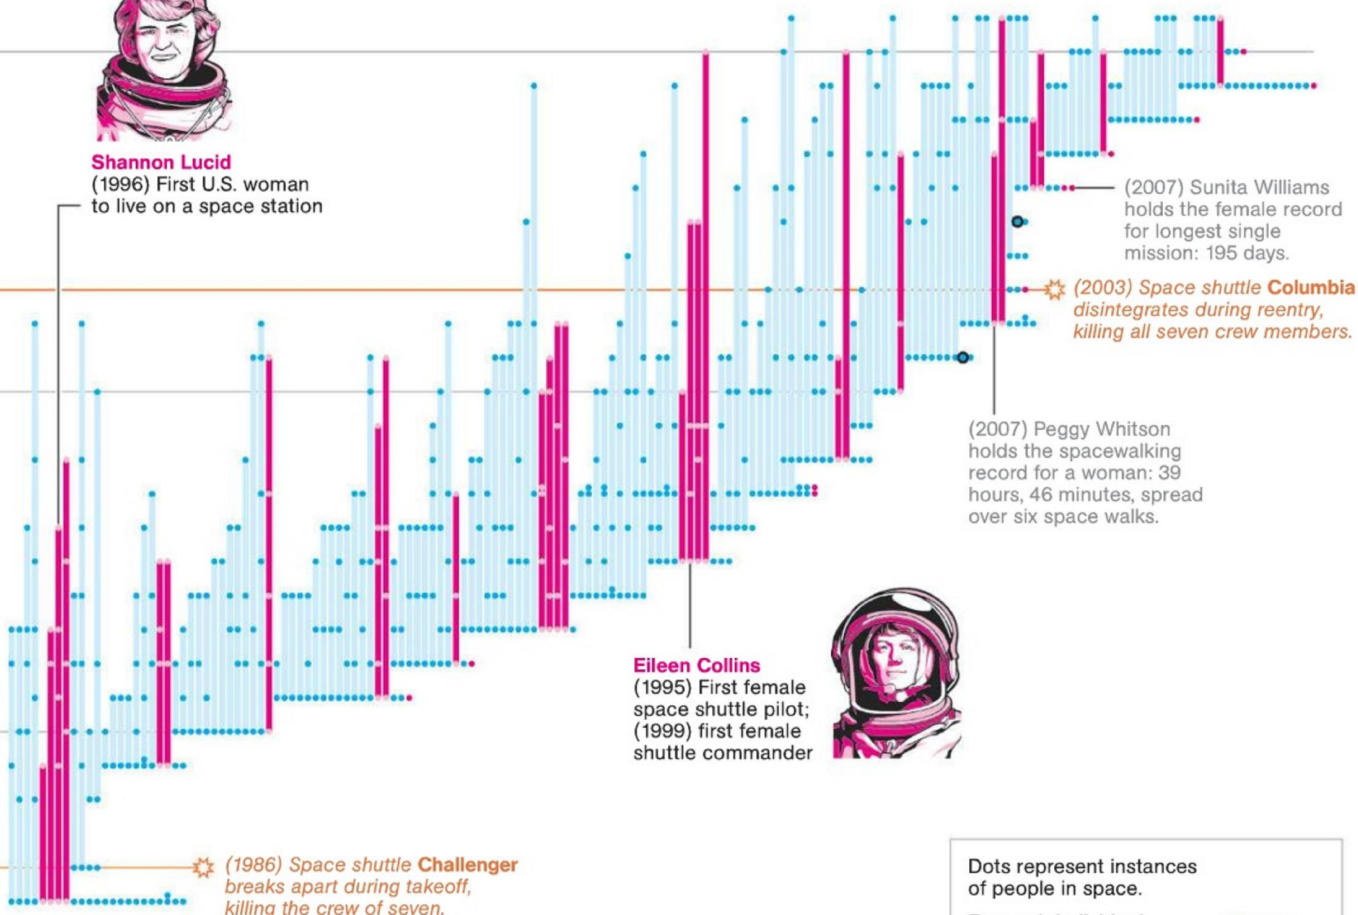 Shannon Lucid
(1996) First U.S. woman
to live on a space station
(2007) Sunita Williams
holds the female record
for longest single
mission: 195 days.
(2003) Space shuttle Columbia
disintegrates during reentry,
killing all seven crew members.
(2007) Peggy Whitson
holds the spacewalking
record for a woman: 39
hours, 46 minutes, spread
over six space walks.
Eileen Collins
(1995) First female
space shuttle pilot;
(1999) first female
shuttle commander
(1986) Space shuttle Challenger
breaks apart during takeoff,
killing the crew of seven.
Dots represent instances
of people in space.